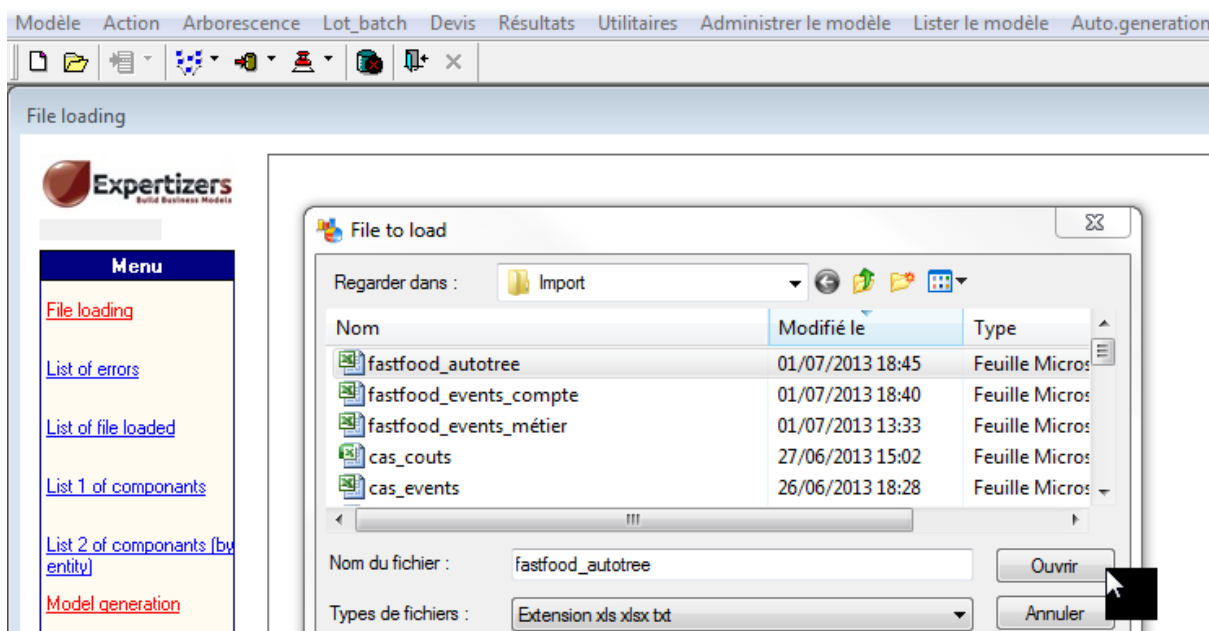 Modèle Action Arborescence Lot_batch Devis Résultats Utilitaires Administrer le modèle Lister le modèle Auto.generation
File loading
Expertizers
Build Business Models
Menu
File loading
List of errors
List of file loaded
List 1 of componants
List 2 of componants (by
entity)
Model generation
File to load
Regarder dans : Import
Nom Modifié le Type
fastfood_autotree 01/07/2013 18:45 Feuille Micros
fastfood_events_compte 01/07/2013 18:40 Feuille Micros
fastfood_events_métier 01/07/2013 13:33 Feuille Micros
cas_couts 27/06/2013 15:02 Feuille Micros
cas_events 26/06/2013 18:28 Feuille Micros
Nom du fichier : fastfood_autotree Ouvrir
Types de fichiers : Extension xls xlsx txt Annuler